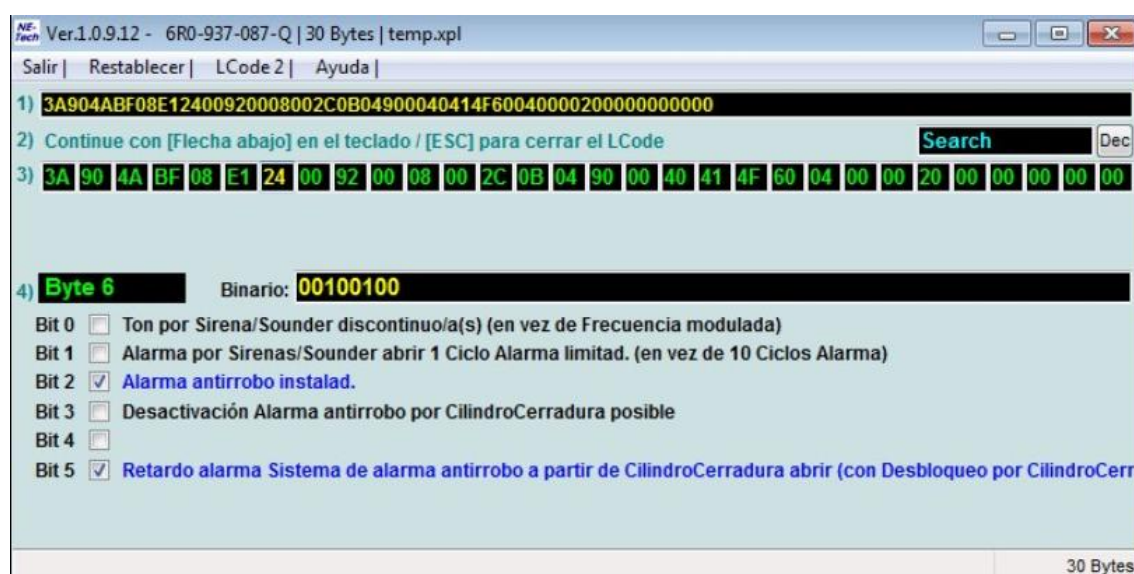 NE-Tech Ver.1.0.9.12 - 6R0-937-087-Q | 30 Bytes | temp.xpl
Salir | Restablecer | LCode 2 | Ayuda |
1) 3A904ABF08E12400920008002C0B04900040414F60040000200000000000
2) Continue con [Flecha abajo] en el teclado / [ESC] para cerrar el LCode Search Dec
3) 3A 90 4A BF 08 E1 24 00 92 00 08 00 2C 0B 04 90 00 40 41 4F 60 04 00 00 20 00 00 00 00 00
4) Byte 6 Binario: 00100100
Bit 0 Ton por Sirena/Sounder discontinuo/a(s) (en vez de Frecuencia modulada)
Bit 1 Alarma por Sirenas/Sounder abrir 1 Ciclo Alarma limitad. (en vez de 10 Ciclos Alarma)
Bit 2 Alarma antirrobo instalad.
Bit 3 Desactivación Alarma antirrobo por CilindroCerradura posible
Bit 4
Bit 5 Retardo alarma Sistema de alarma antirrobo a partir de CilindroCerradura abrir (con Desbloqueo por CilindroCerr
30 Bytes